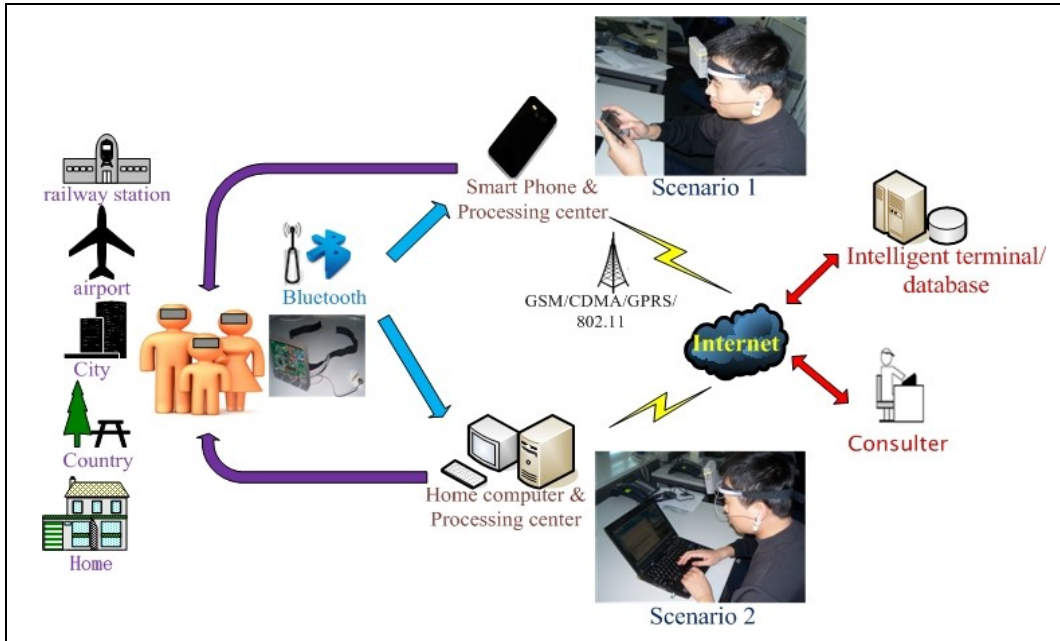 railway station
airport
City
Country
Home
Bluetooth
Smart Phone &
Processing center
Scenario 1
GSM/CDMA/GPRS/
802.11
Internet
Intelligent terminal/
database
Consulter
Home computer &
Processing center
Scenario 2